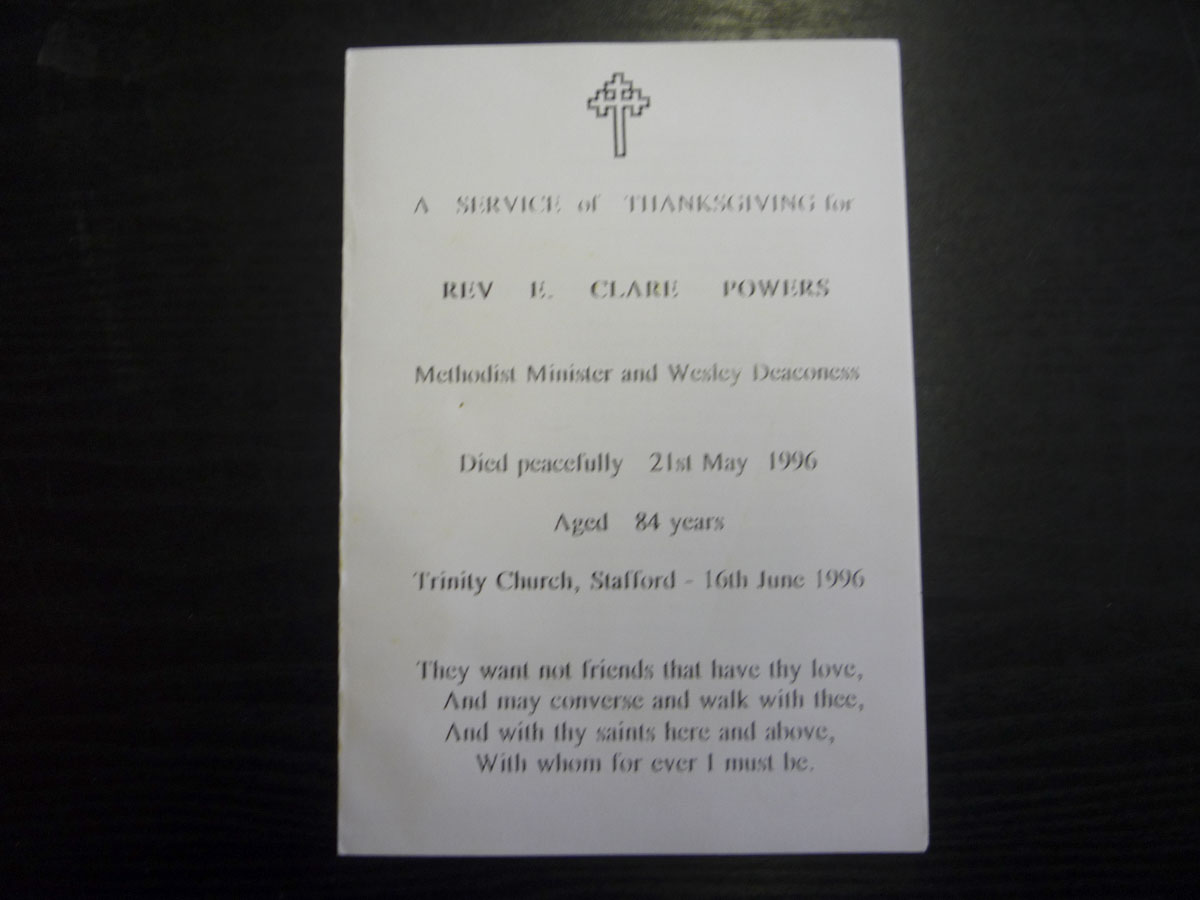 A SERVICE of THANKSGIVING for
REV E. CLARE POWERS
Methodist Minister and Wesley Deaconess
Died peacefully 21st May 1996
Aged 84 years
Trinity Church, Stafford - 16th June 1996
They want not friends that have thy love,
And may converse and walk with thee,
And with thy saints here and above,
With whom for ever I must be.